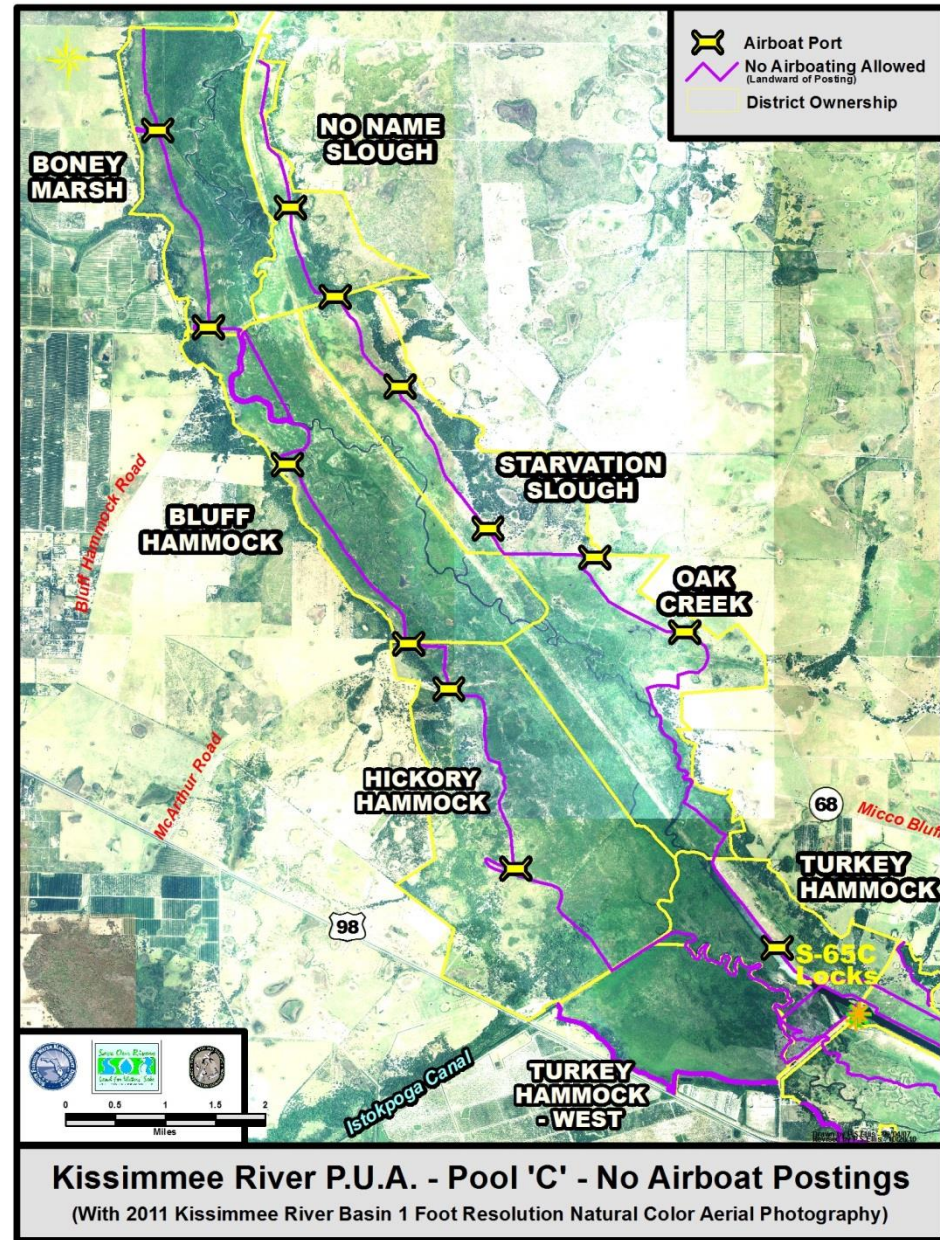 Airboat Port
No Airboating Allowed
(Landward of Posting)
District Ownership
NO NAME
SLOUGH
BONEY
MARSH
STARVATION
SLOUGH
BLUFF
HAMMOCK
Bluff Hammock Road
OAK
CREEK
HICKORY
HAMMOCK
McArthur Road
68
Micco Bluff
TURKEY
HAMMOCK
98
S-65C
Locks
Istokpoga Canal
TURKEY
HAMMOCK
- WEST
Save Our Rivers
0 0.5 1 1.5 2
Miles
Kissimmee River P.U.A. - Pool 'C' - No Airboat Postings
(With 2011 Kissimmee River Basin 1 Foot Resolution Natural Color Aerial Photography)